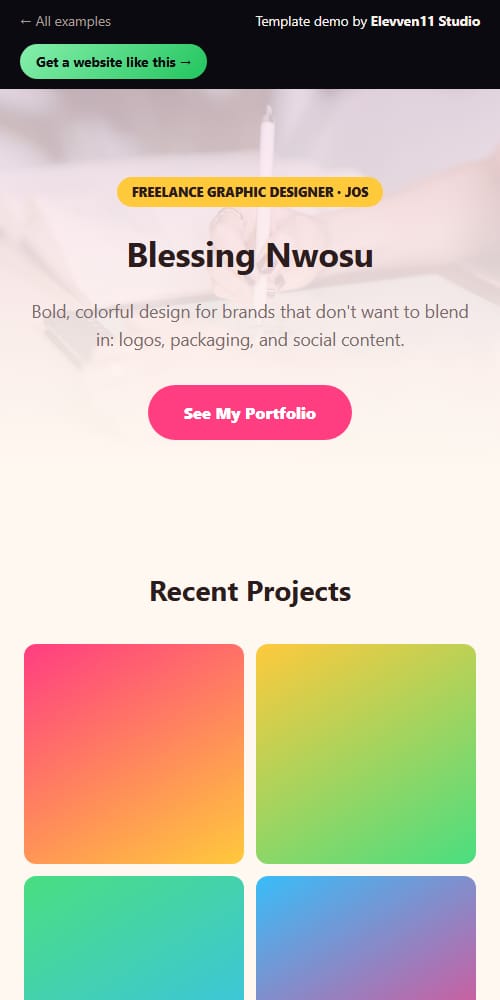 ← All examples
Template demo by Elevven11 Studio
Get a website like this →
FREELANCE GRAPHIC DESIGNER · JOS
Blessing Nwosu
Bold, colorful design for brands that don't want to blend
in: logos, packaging, and social content.
See My Portfolio
Recent Projects